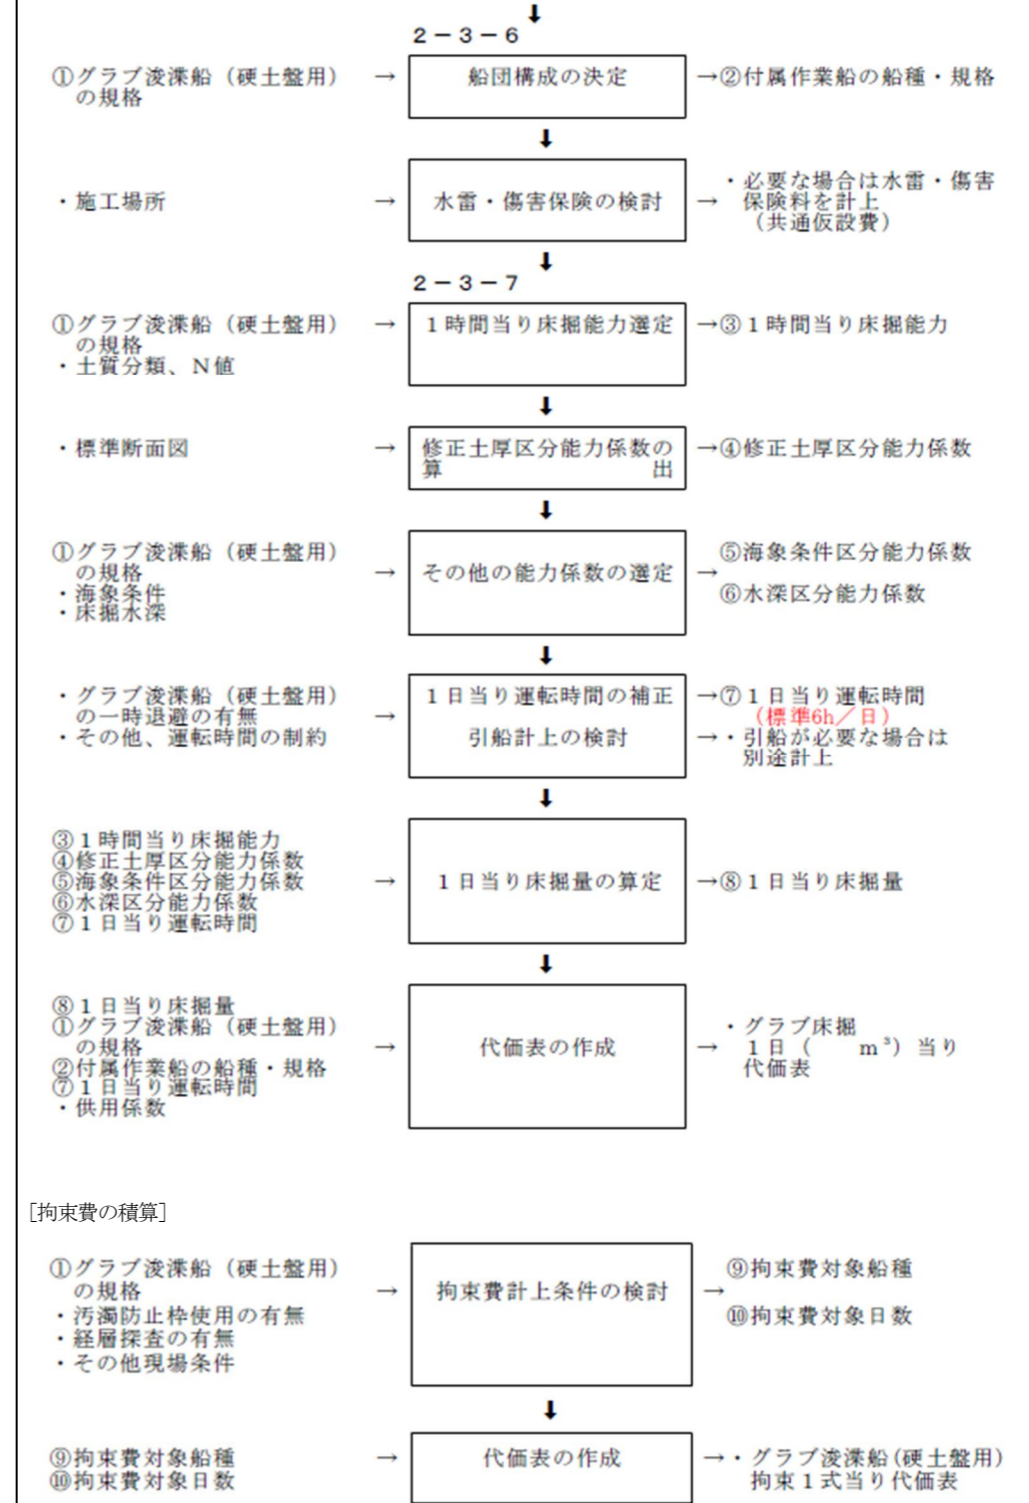 ２－３－６
①グラブ浚渫船（硬土盤用）
の規格
→
船団構成の決定
→②付属作業船の船種・規格
・施工場所
→
水雷・傷害保険の検討
→
・必要な場合は水雷・傷害
保険料を計上
（共通仮設費）
２－３－７
①グラブ浚渫船（硬土盤用）
の規格
・土質分類、Ｎ値
→
１時間当り床掘能力選定
→③１時間当り床掘能力
・標準断面図
→
修正土厚区分能力係数の
算出
→④修正土厚区分能力係数
①グラブ浚渫船（硬土盤用）
の規格
・海象条件
・床掘水深
→
その他の能力係数の選定
→
⑤海象条件区分能力係数
⑥水深区分能力係数
・グラブ浚渫船（硬土盤用）
の一時退避の有無
・その他、運転時間の制約
→
１日当り運転時間の補正
引船計上の検討
→⑦１日当り運転時間
（標準6h／日）
→・引船が必要な場合は
別途計上
③１時間当り床掘能力
④修正土厚区分能力係数
⑤海象条件区分能力係数
⑥水深区分能力係数
⑦１日当り運転時間
→
１日当り床掘量の算定
→⑧１日当り床掘量
⑧１日当り床掘量
①グラブ浚渫船（硬土盤用）
の規格
②付属作業船の船種・規格
⑦１日当り運転時間
・供用係数
→
代価表の作成
→
・グラブ床掘
１日（　　ｍ³）当り
代価表
[拘束費の積算]
①グラブ浚渫船（硬土盤用）
の規格
・汚濁防止枠使用の有無
・経層探査の有無
・その他現場条件
→
拘束費計上条件の検討
→
⑨拘束費対象船種
⑩拘束費対象日数
⑨拘束費対象船種
⑩拘束費対象日数
→
代価表の作成
→・グラブ浚渫船(硬土盤用)
拘束１式当り代価表